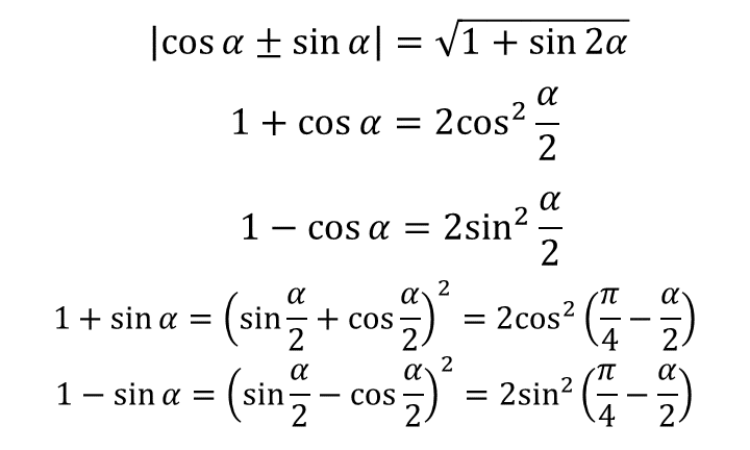 |cos α ± sin α| = √(1 + sin 2α)
1 + cos α = 2cos² α/2
1 − cos α = 2sin² α/2
1 + sin α = (sin α/2 + cos α/2)² = 2cos² (π/4 − α/2)
1 − sin α = (sin α/2 − cos α/2)² = 2sin² (π/4 − α/2)